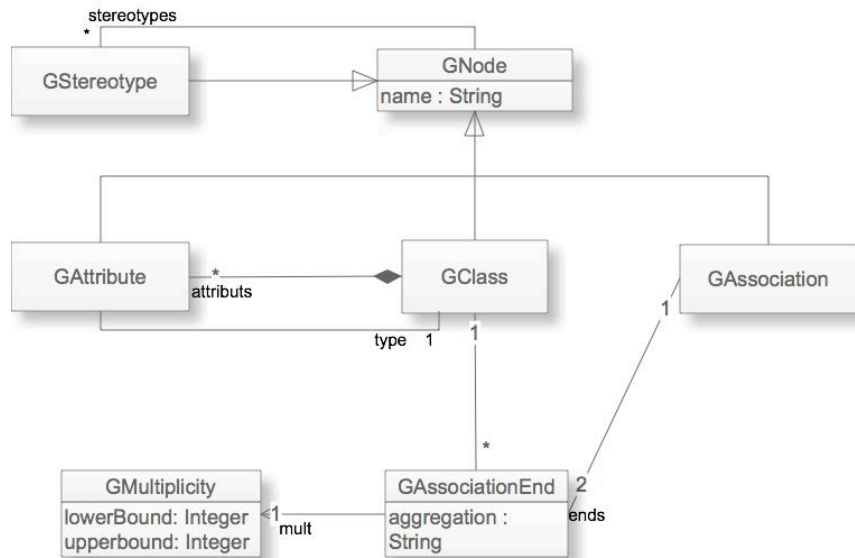 stereotypes
*
GStereotype
GNode
name : String
GAttribute
*
attributs
GClass
GAssociation
type 1
1
1
*
GMultiplicity
lowerBound: Integer
upperbound: Integer
1
mult
GAssociationEnd
aggregation :
String
2
ends